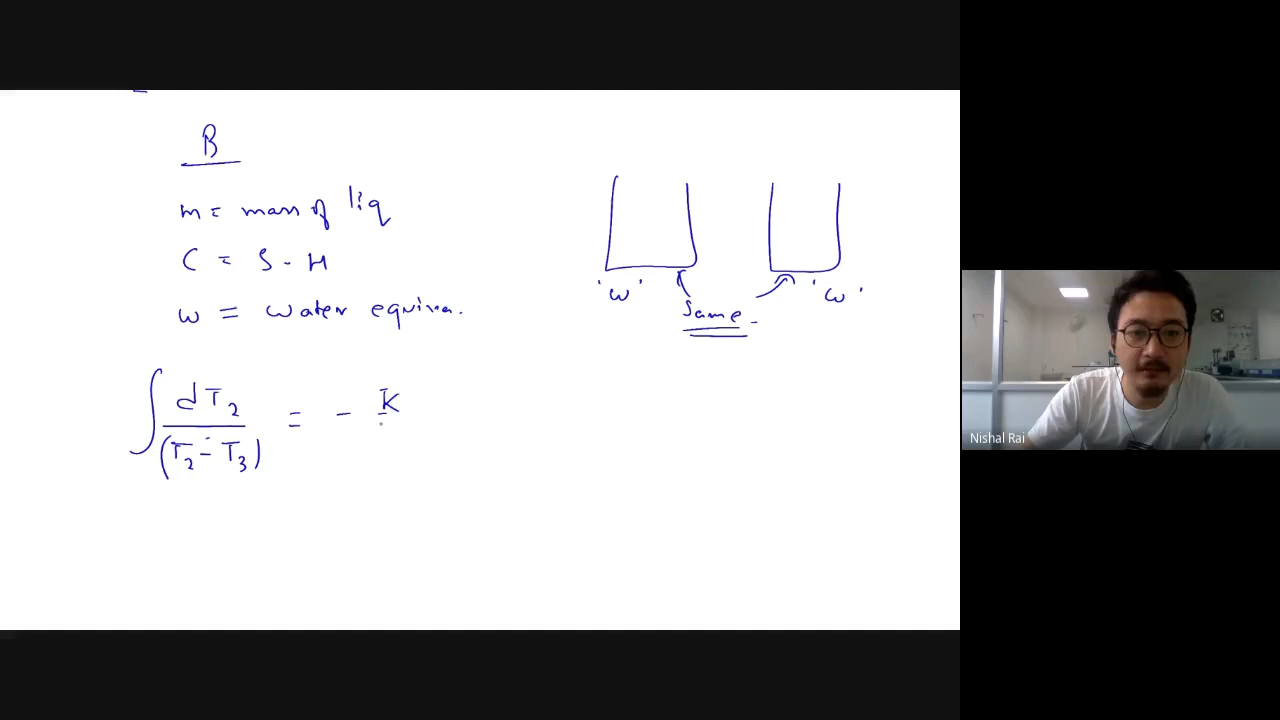 B
m = mass of liq
C = S-H
w = water equiva.
'w' 'w'
Same
∫ dT₂ / (T₂ - T₃) = - K
Nishal Rai